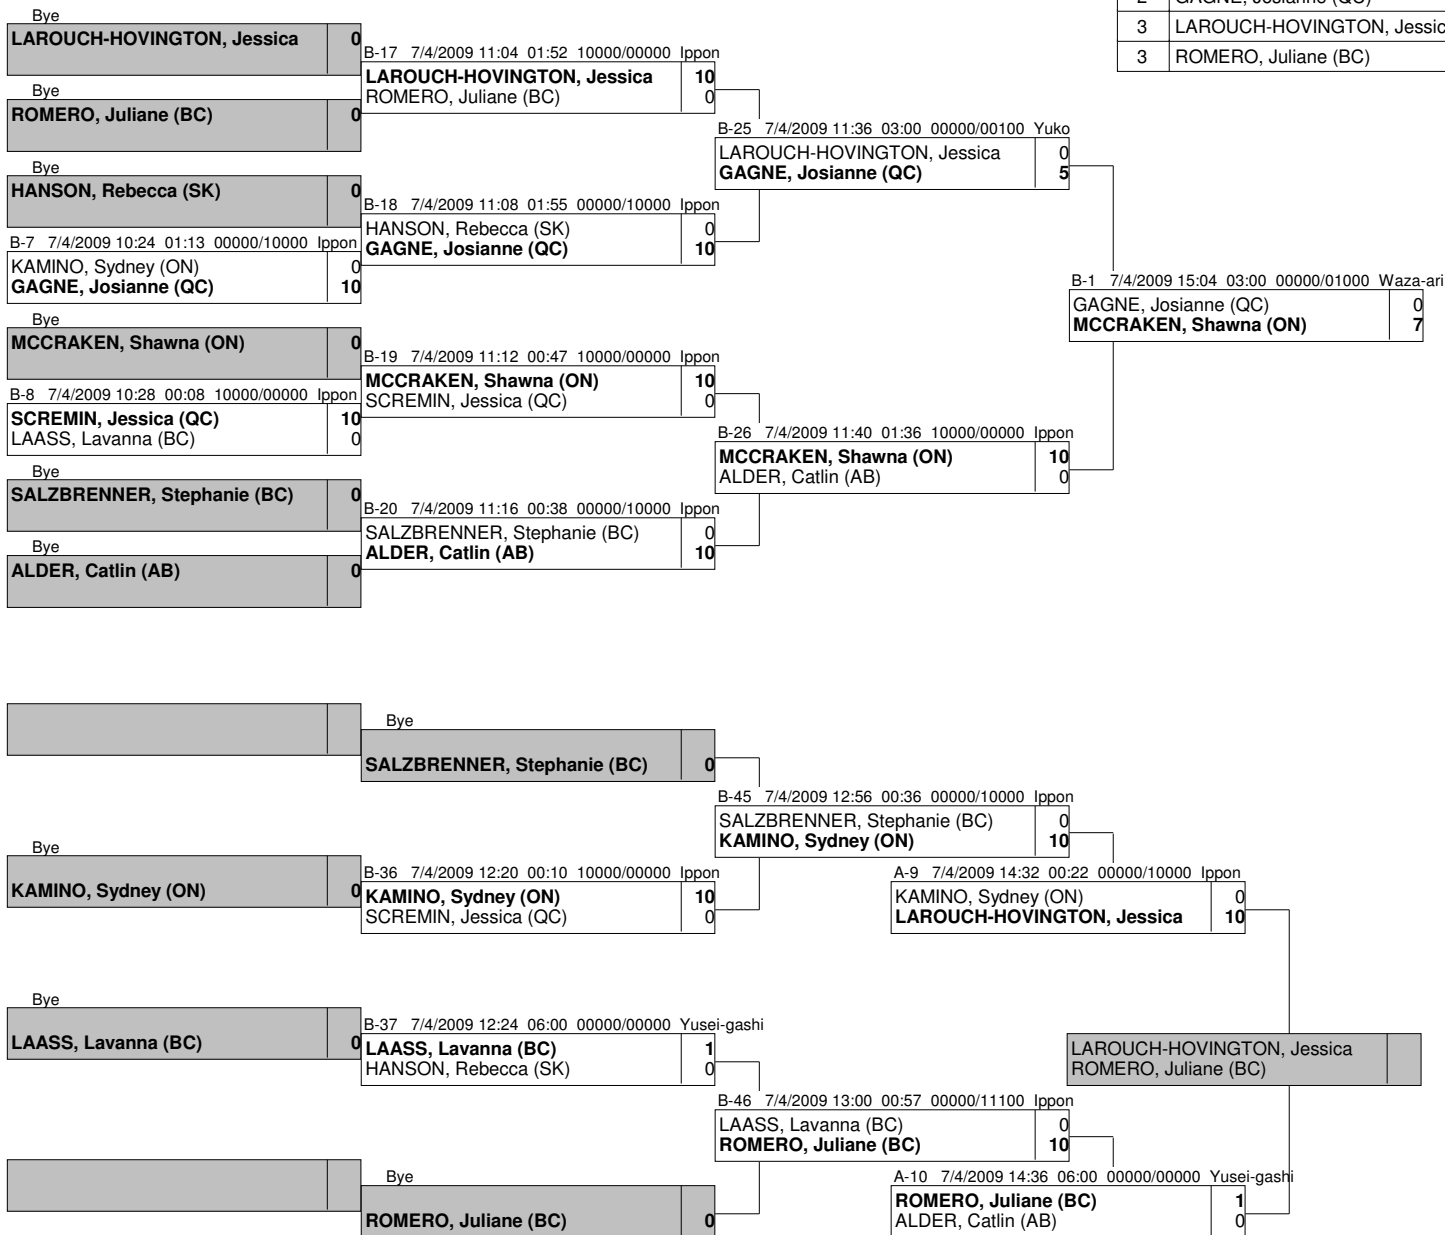 2 GAGNE, Josianne (QC)
3 LAROUCH-HOVINGTON, Jessic
3 ROMERO, Juliane (BC)
Bye
LAROUCH-HOVINGTON, Jessica 0
B-17 7/4/2009 11:04 01:52 10000/00000 Ippon
LAROUCH-HOVINGTON, Jessica 10
ROMERO, Juliane (BC) 0
Bye
ROMERO, Juliane (BC) 0
B-25 7/4/2009 11:36 03:00 00000/00100 Yuko
LAROUCH-HOVINGTON, Jessica 0
GAGNE, Josianne (QC) 5
Bye
HANSON, Rebecca (SK) 0
B-18 7/4/2009 11:08 01:55 00000/10000 Ippon
HANSON, Rebecca (SK) 0
GAGNE, Josianne (QC) 10
B-7 7/4/2009 10:24 01:13 00000/10000 Ippon
KAMINO, Sydney (ON) 0
GAGNE, Josianne (QC) 10
B-1 7/4/2009 15:04 03:00 00000/01000 Waza-ari
GAGNE, Josianne (QC) 0
MCCRAKEN, Shawna (ON) 7
Bye
MCCRAKEN, Shawna (ON) 0
B-19 7/4/2009 11:12 00:47 10000/00000 Ippon
MCCRAKEN, Shawna (ON) 10
SCREMIN, Jessica (QC) 0
B-8 7/4/2009 10:28 00:08 10000/00000 Ippon
SCREMIN, Jessica (QC) 10
LAASS, Lavanna (BC) 0
B-26 7/4/2009 11:40 01:36 10000/00000 Ippon
MCCRAKEN, Shawna (ON) 10
ALDER, Catlin (AB) 0
Bye
SALZBRENNER, Stephanie (BC) 0
B-20 7/4/2009 11:16 00:38 00000/10000 Ippon
SALZBRENNER, Stephanie (BC) 0
ALDER, Catlin (AB) 10
Bye
ALDER, Catlin (AB) 0
Bye
SALZBRENNER, Stephanie (BC) 0
B-45 7/4/2009 12:56 00:36 00000/10000 Ippon
SALZBRENNER, Stephanie (BC) 0
KAMINO, Sydney (ON) 10
Bye
KAMINO, Sydney (ON) 0
B-36 7/4/2009 12:20 00:10 10000/00000 Ippon
KAMINO, Sydney (ON) 10
SCREMIN, Jessica (QC) 0
A-9 7/4/2009 14:32 00:22 00000/10000 Ippon
KAMINO, Sydney (ON) 0
LAROUCH-HOVINGTON, Jessica 10
Bye
LAASS, Lavanna (BC) 0
B-37 7/4/2009 12:24 06:00 00000/00000 Yusei-gashi
LAASS, Lavanna (BC) 1
HANSON, Rebecca (SK) 0
LAROUCH-HOVINGTON, Jessica
ROMERO, Juliane (BC)
B-46 7/4/2009 13:00 00:57 00000/11100 Ippon
LAASS, Lavanna (BC) 0
ROMERO, Juliane (BC) 10
Bye
ROMERO, Juliane (BC) 0
A-10 7/4/2009 14:36 06:00 00000/00000 Yusei-gashi
ROMERO, Juliane (BC) 1
ALDER, Catlin (AB) 0